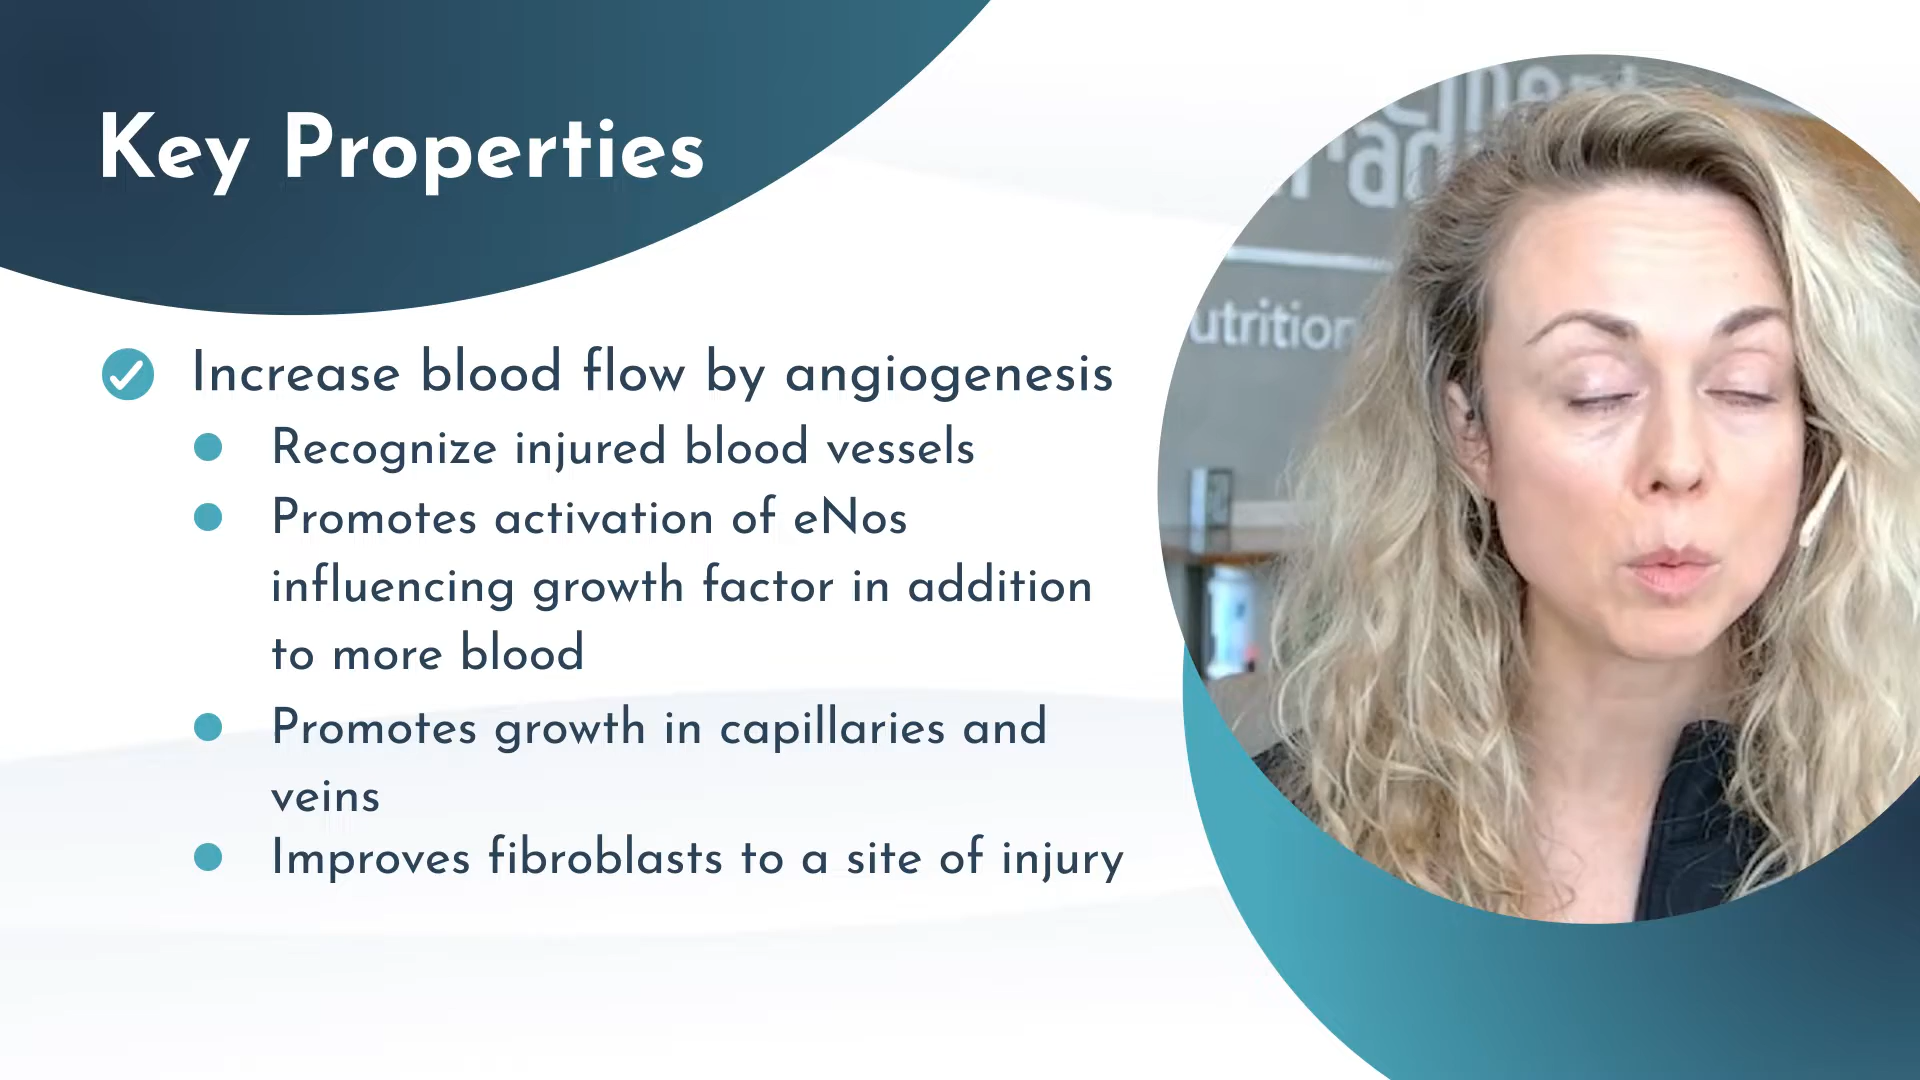 Key Properties
Increase blood flow by angiogenesis
Recognize injured blood vessels
Promotes activation of eNos
influencing growth factor in addition
to more blood
Promotes growth in capillaries and
veins
Improves fibroblasts to a site of injury
utrition